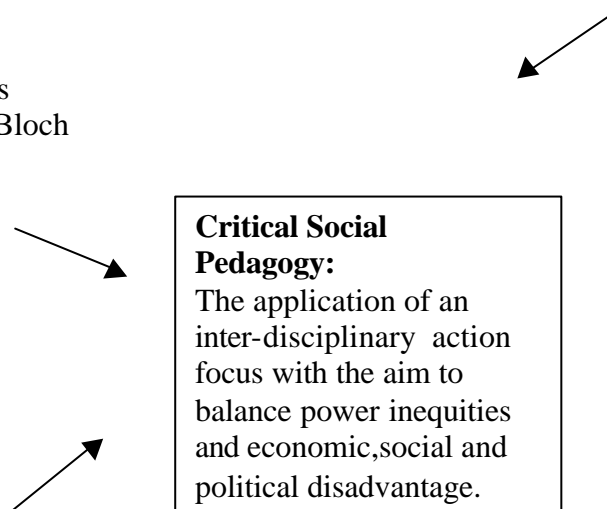 s
Bloch
Critical Social
Pedagogy:
The application of an
inter-disciplinary  action
focus with the aim to
balance power inequities
and economic,social and
political disadvantage.